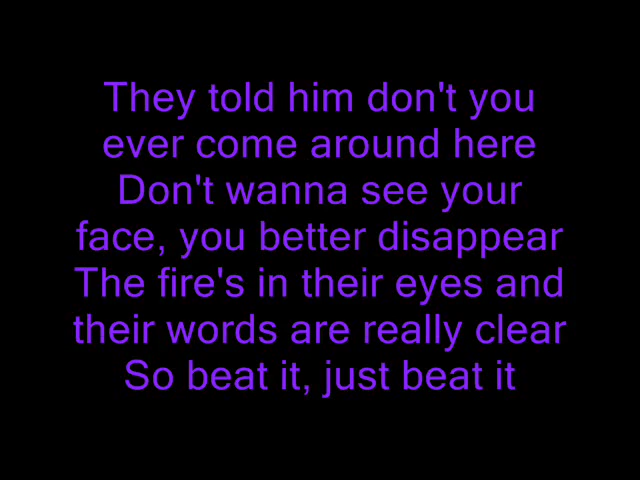 They told him don't you
ever come around here
Don't wanna see your
face, you better disappear
The fire's in their eyes and
their words are really clear
So beat it, just beat it